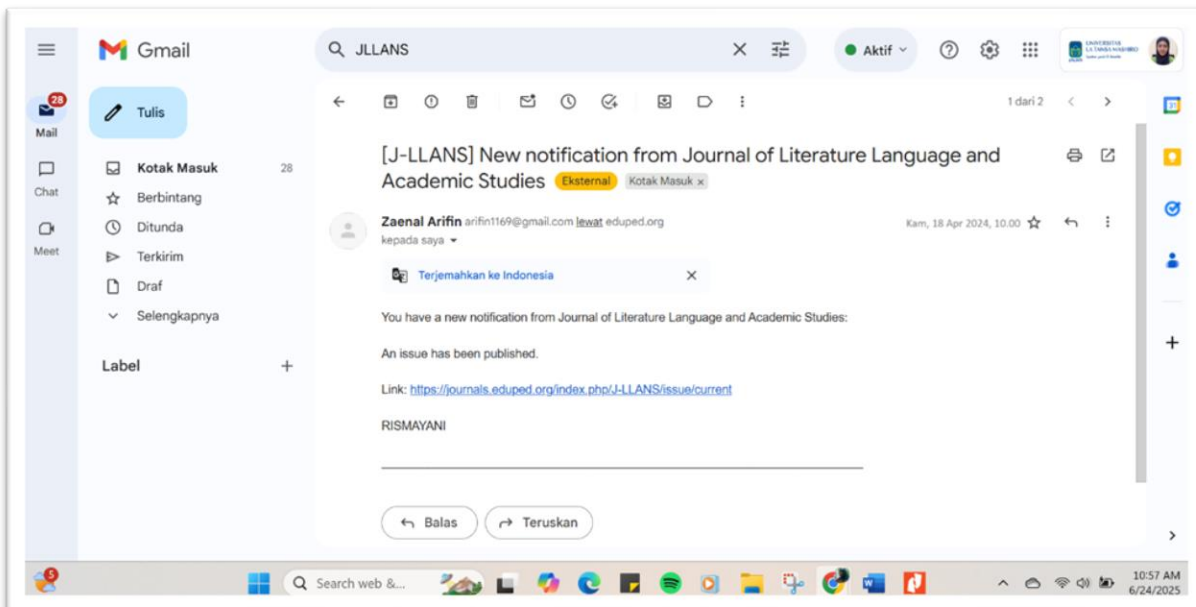 Gmail
JLLANS
Aktif
UNIVERSITAS
LA TANSA MASHIRO
28
Mail
Chat
Meet
Tulis
Kotak Masuk 28
Berbintang
Ditunda
Terkirim
Draf
Selengkapnya
Label
1 dari 2
[J-LLANS] New notification from Journal of Literature Language and
Academic Studies Eksternal Kotak Masuk x
Zaenal Arifin arifin1169@gmail.com lewat eduped.org
Kam, 18 Apr 2024, 10.00
kepada saya
Terjemahkan ke Indonesia
You have a new notification from Journal of Literature Language and Academic Studies:
An issue has been published.
Link: https://journals.eduped.org/index.php/J-LLANS/issue/current
RISMAYANI
Balas
Teruskan
5
Search web &...
10:57 AM
6/24/2025